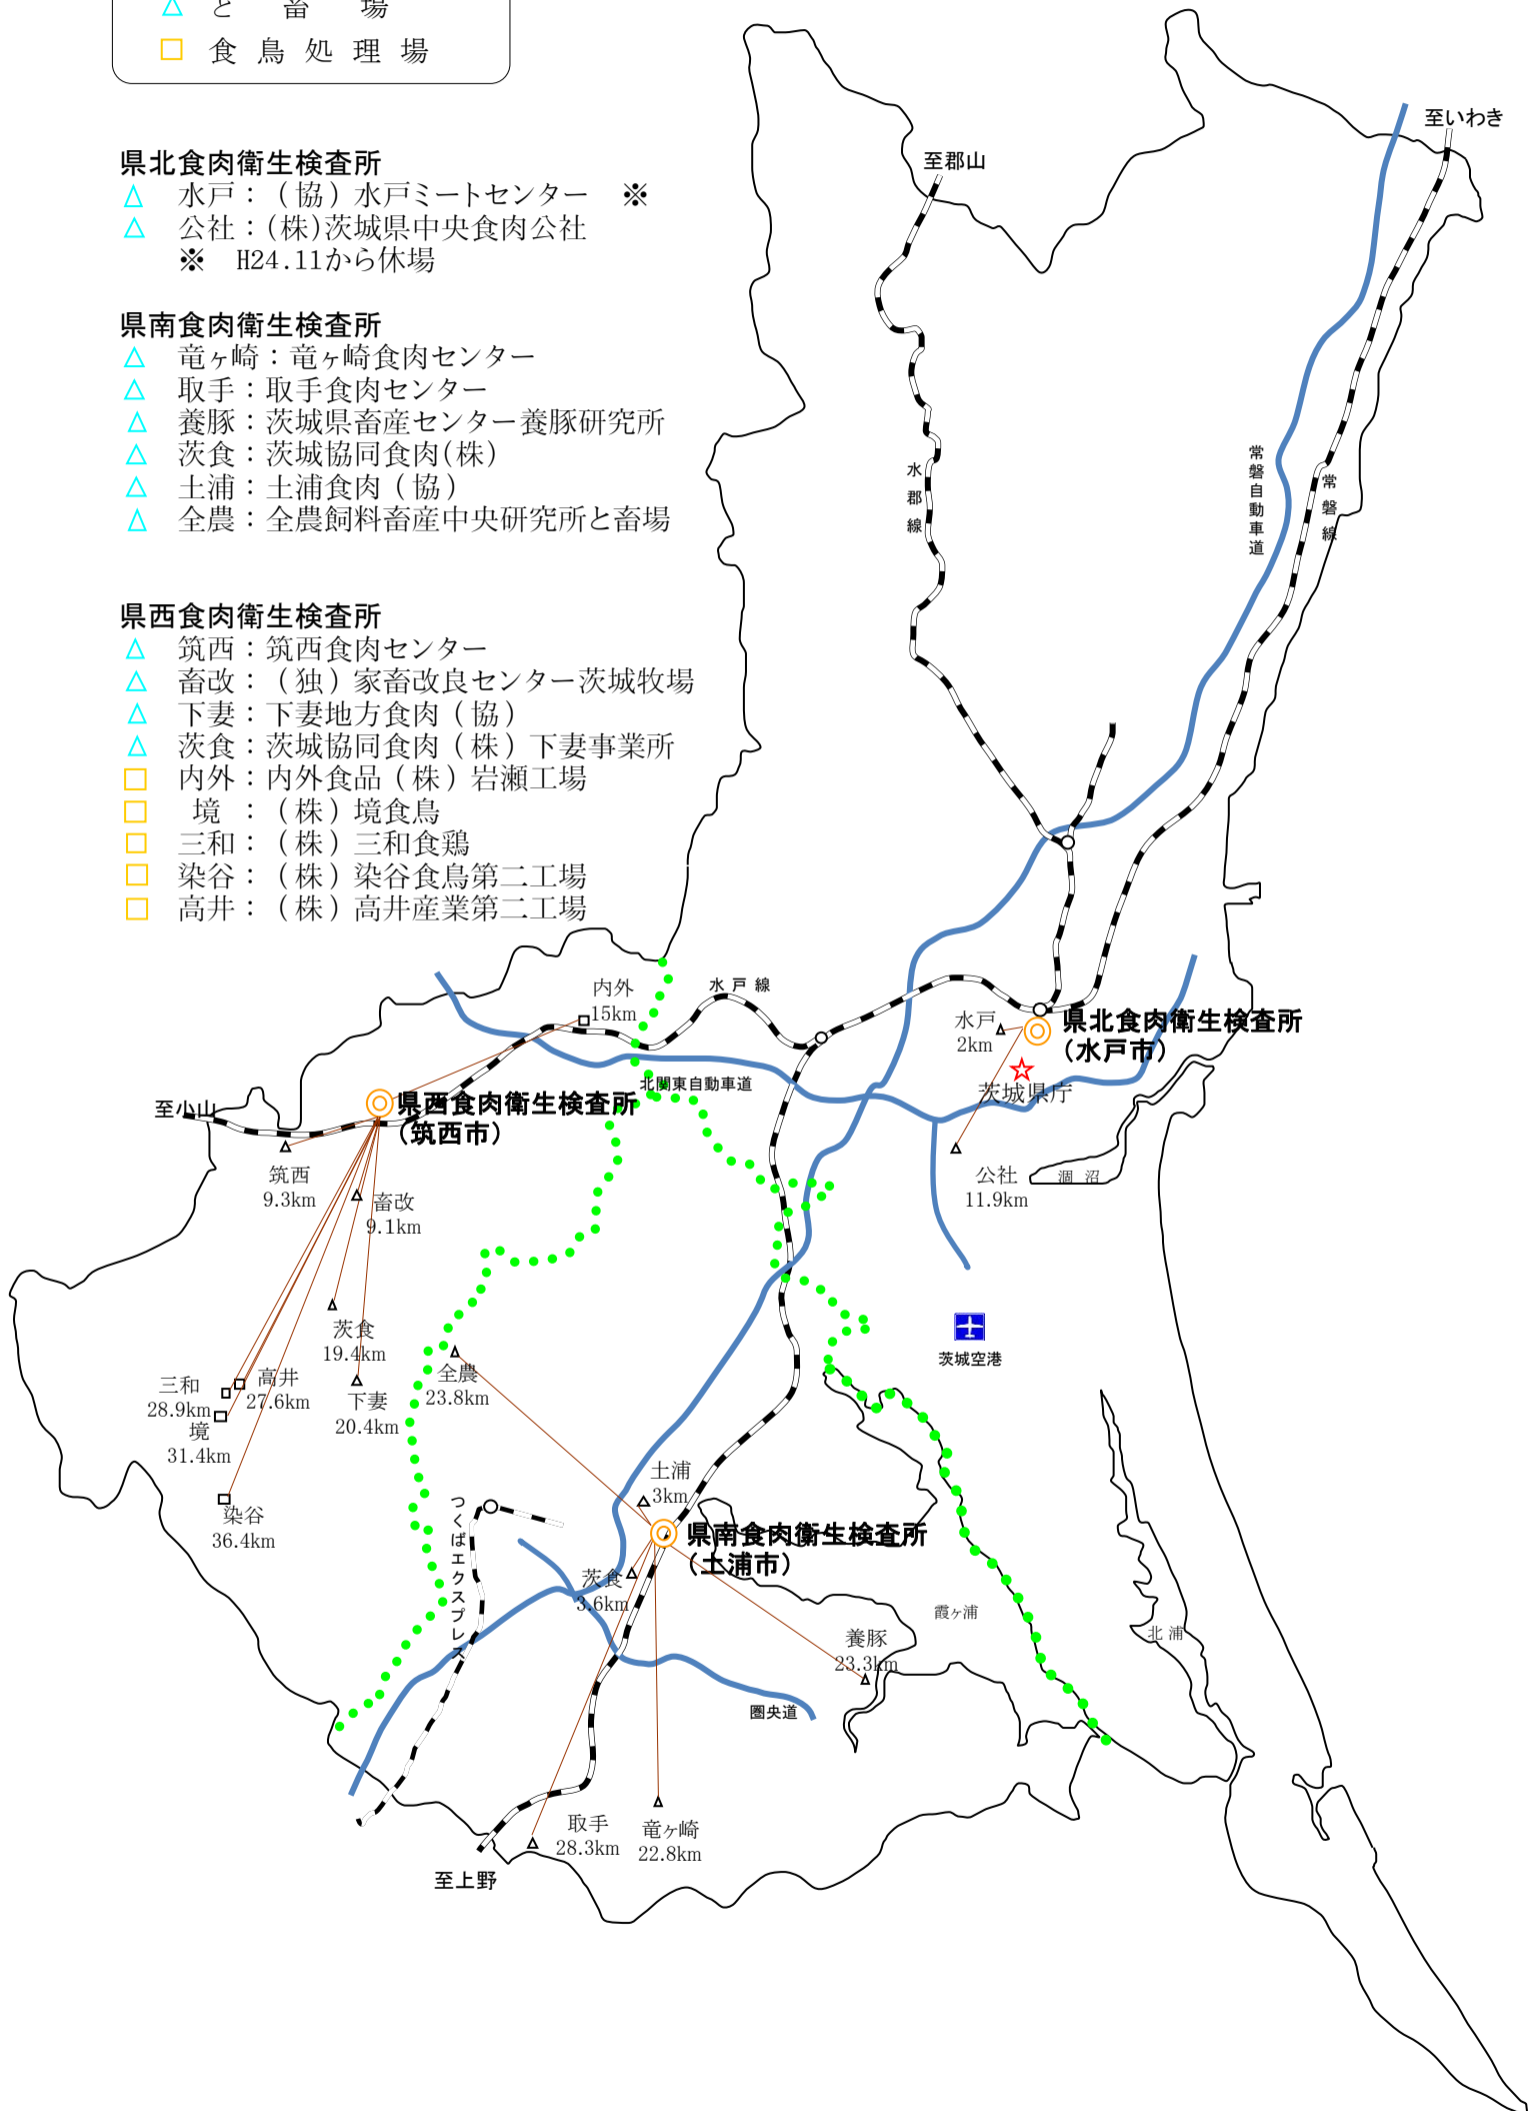 と畜場
食鳥処理場
県北食肉衛生検査所
水戸：（協）水戸ミートセンター　※
公社：(株)茨城県中央食肉公社
※　H24.11から休場
県南食肉衛生検査所
竜ヶ崎：竜ヶ崎食肉センター
取手：取手食肉センター
養豚：茨城県畜産センター養豚研究所
茨食：茨城協同食肉(株)
土浦：土浦食肉（協）
全農：全農飼料畜産中央研究所と畜場
県西食肉衛生検査所
筑西：筑西食肉センター
畜改：（独）家畜改良センター茨城牧場
下妻：下妻地方食肉（協）
茨食：茨城協同食肉（株）下妻事業所
内外：内外食品（株）岩瀬工場
境　：（株）境食鳥
三和：（株）三和食鶏
染谷：（株）染谷食鳥第二工場
高井：（株）高井産業第二工場
至いわき
至郡山
水郡線
常磐自動車道
常磐線
内外
15km
水戸線
水戸
2km
県北食肉衛生検査所
（水戸市）
茨城県庁
北関東自動車道
至小山
県西食肉衛生検査所
（筑西市）
筑西
9.3km
畜改
9.1km
公社
11.9km
涸沼
茨食
19.4km
茨城空港
三和
28.9km
高井
27.6km
下妻
20.4km
全農
23.8km
境
31.4km
染谷
36.4km
土浦
3km
つくばエクスプレス
県南食肉衛生検査所
（土浦市）
茨食
3.6km
霞ヶ浦
北浦
養豚
23.3km
圏央道
取手
28.3km
竜ヶ崎
22.8km
至上野